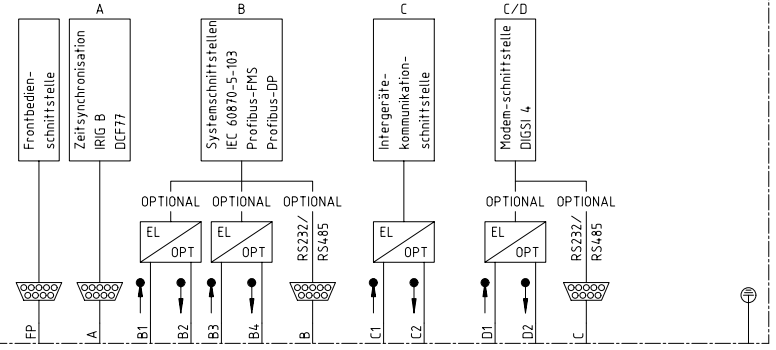 A
B
C
C/D
Frontbedien-
schnittstelle
Zeitsynchronisation
IRIG B
DCF77
Systemschnittstellen
IEC 60870-5-103
Profibus-FMS
Profibus-DP
Intergeräte-
kommunikation-
schnittstelle
Modem-schnittstelle
DIGSI 4
OPTIONAL
OPTIONAL
OPTIONAL
OPTIONAL
OPTIONAL
EL
OPT
EL
OPT
RS232/
RS485
EL
OPT
EL
OPT
RS232/
RS485
FP
A
B1
B2
B3
B4
B
C1
C2
D1
D2
C